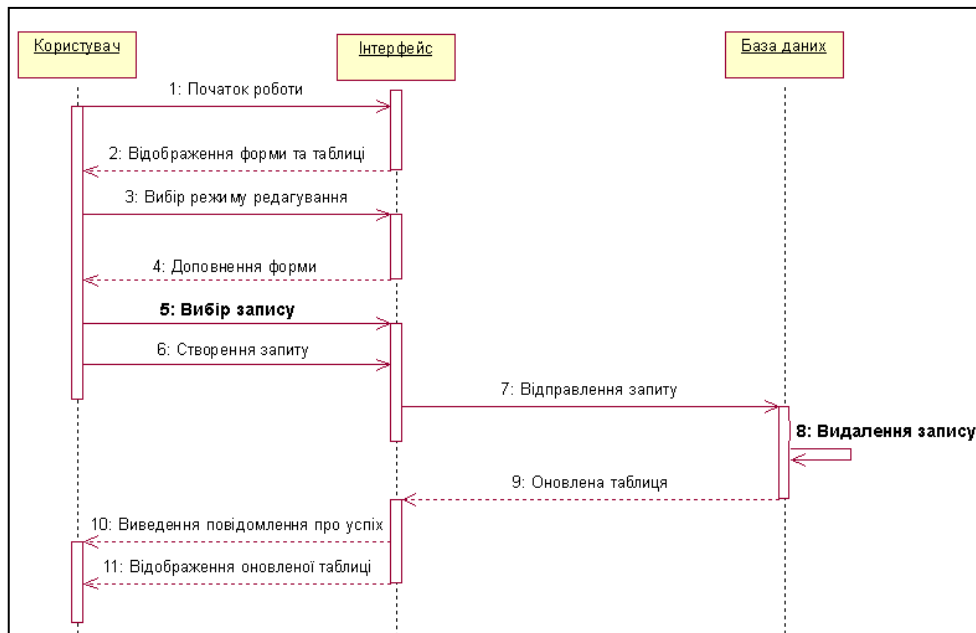 Користувач
Інтерфейс
База даних
1: Початок роботи
2: Відображення форми та таблиці
3: Вибір режиму редагування
4: Доповнення форми
5: Вибір запису
6: Створення запиту
7: Відправлення запиту
8: Видалення запису
9: Оновлена таблиця
10: Виведення повідомлення про успіх
11: Відображення оновленої таблиці